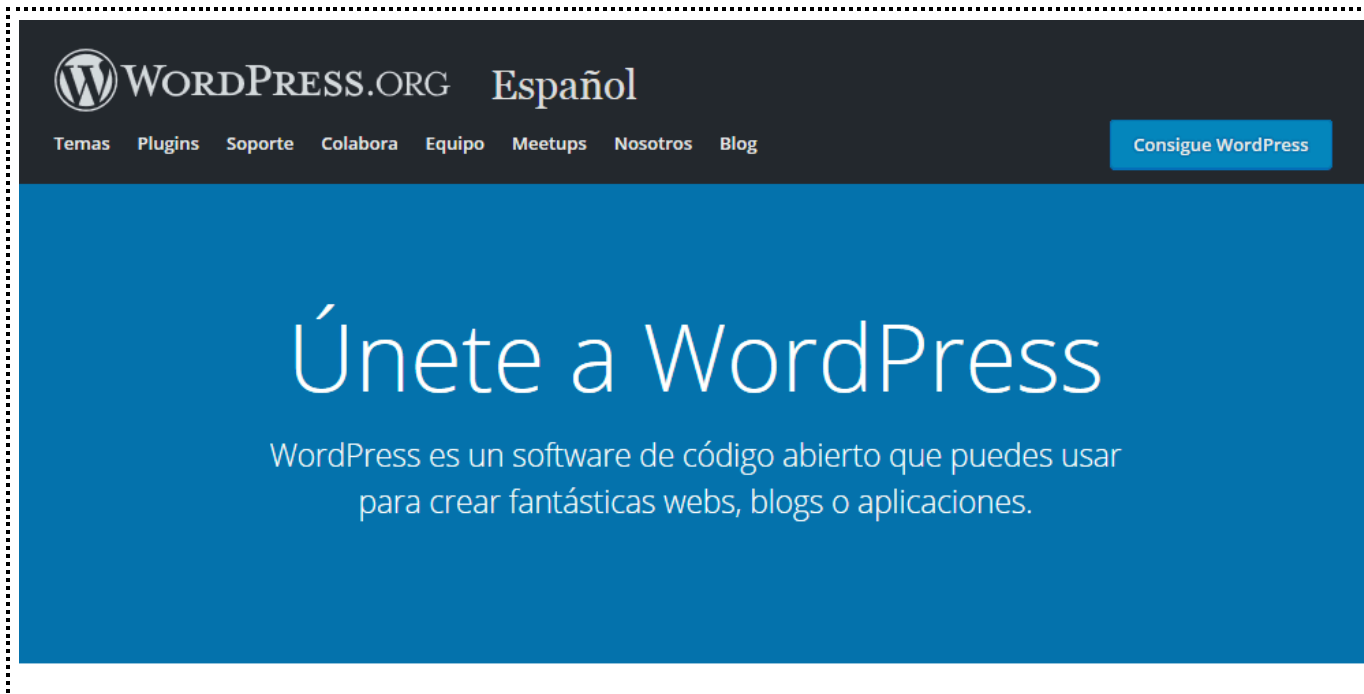 WORDPRESS.ORG Español
Temas Plugins Soporte Colabora Equipo Meetups Nosotros Blog Consigue WordPress
Únete a WordPress
WordPress es un software de código abierto que puedes usar
para crear fantásticas webs, blogs o aplicaciones.